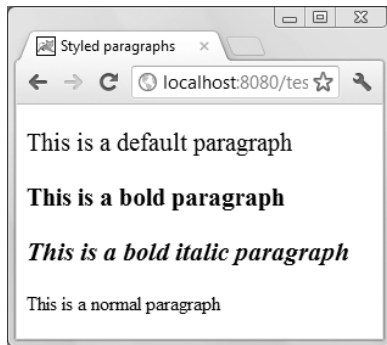 Styled paragraphs
localhost:8080/tes
This is a default paragraph
This is a bold paragraph
This is a bold italic paragraph
This is a normal paragraph